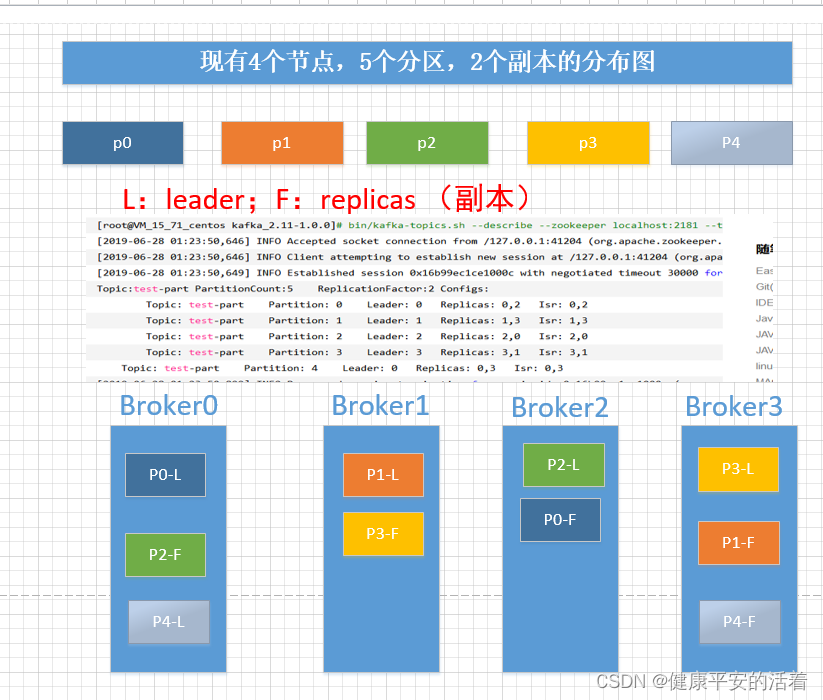 现有4个节点，5个分区，2个副本的分布图
p0 p1 p2 p3 P4
L：leader；F：replicas （副本）
[root@VM_15_71_centos kafka_2.11-1.0.0]# bin/kafka-topics.sh --describe --zookeeper localhost:2181 --t
[2019-06-28 01:23:50,646] INFO Accepted socket connection from /127.0.0.1:41204 (org.apache.zookeeper.
[2019-06-28 01:23:50,646] INFO Client attempting to establish new session at /127.0.0.1:41204 (org.apa
[2019-06-28 01:23:50,649] INFO Established session 0x16b99ec1ce1000c with negotiated timeout 30000 for
Topic:test-part PartitionCount:5 ReplicationFactor:2 Configs:
Topic: test-part Partition: 0 Leader: 0 Replicas: 0,2 Isr: 0,2
Topic: test-part Partition: 1 Leader: 1 Replicas: 1,3 Isr: 1,3
Topic: test-part Partition: 2 Leader: 2 Replicas: 2,0 Isr: 2,0
Topic: test-part Partition: 3 Leader: 3 Replicas: 3,1 Isr: 3,1
Topic: test-part Partition: 4 Leader: 0 Replicas: 0,3 Isr: 0,3
Eas
Git(
IDE
Jav
JAV
JAV
linu
Broker0 Broker1 Broker2 Broker3
P0-L P1-L P2-L P3-L
P2-F P3-F P0-F P1-F
P4-L P4-F
CSDN @健康平安的活着